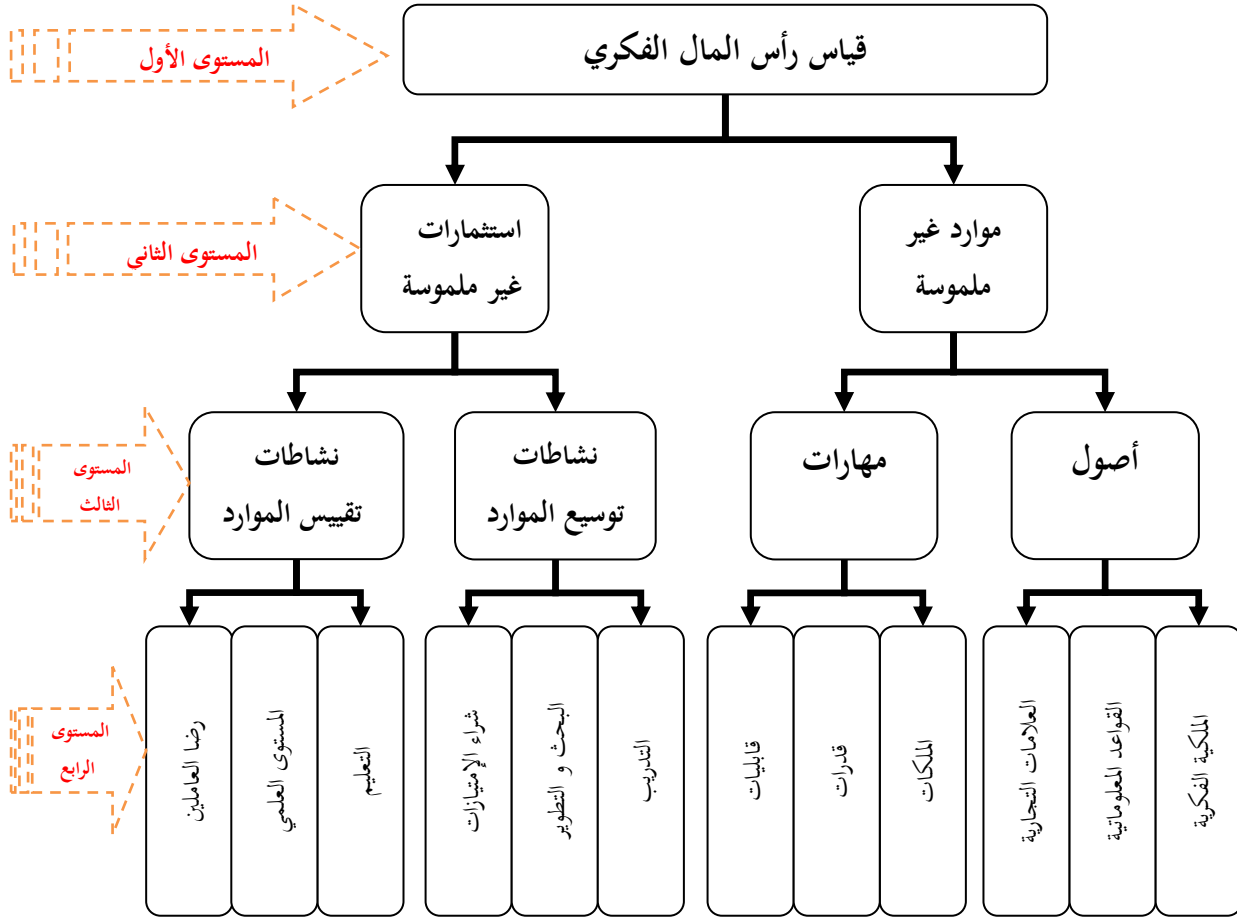 قياس رأس المال الفكري
المستوى الأول
موارد غير
ملموسة
استثمارات
غير ملموسة
المستوى الثاني
أصول
مهارات
نشاطات
توسيع الموارد
نشاطات
تقييس الموارد
المستوى
الثالث
الملكية الفكرية
القواعد المعلوماتية
العلامات التجارية
الملكات
قدرات
قابليات
التدريب
البحث و التطوير
شراء الإمتيازات
التعليم
المستوى العلمي
رضا العاملين
المستوى
الرابع